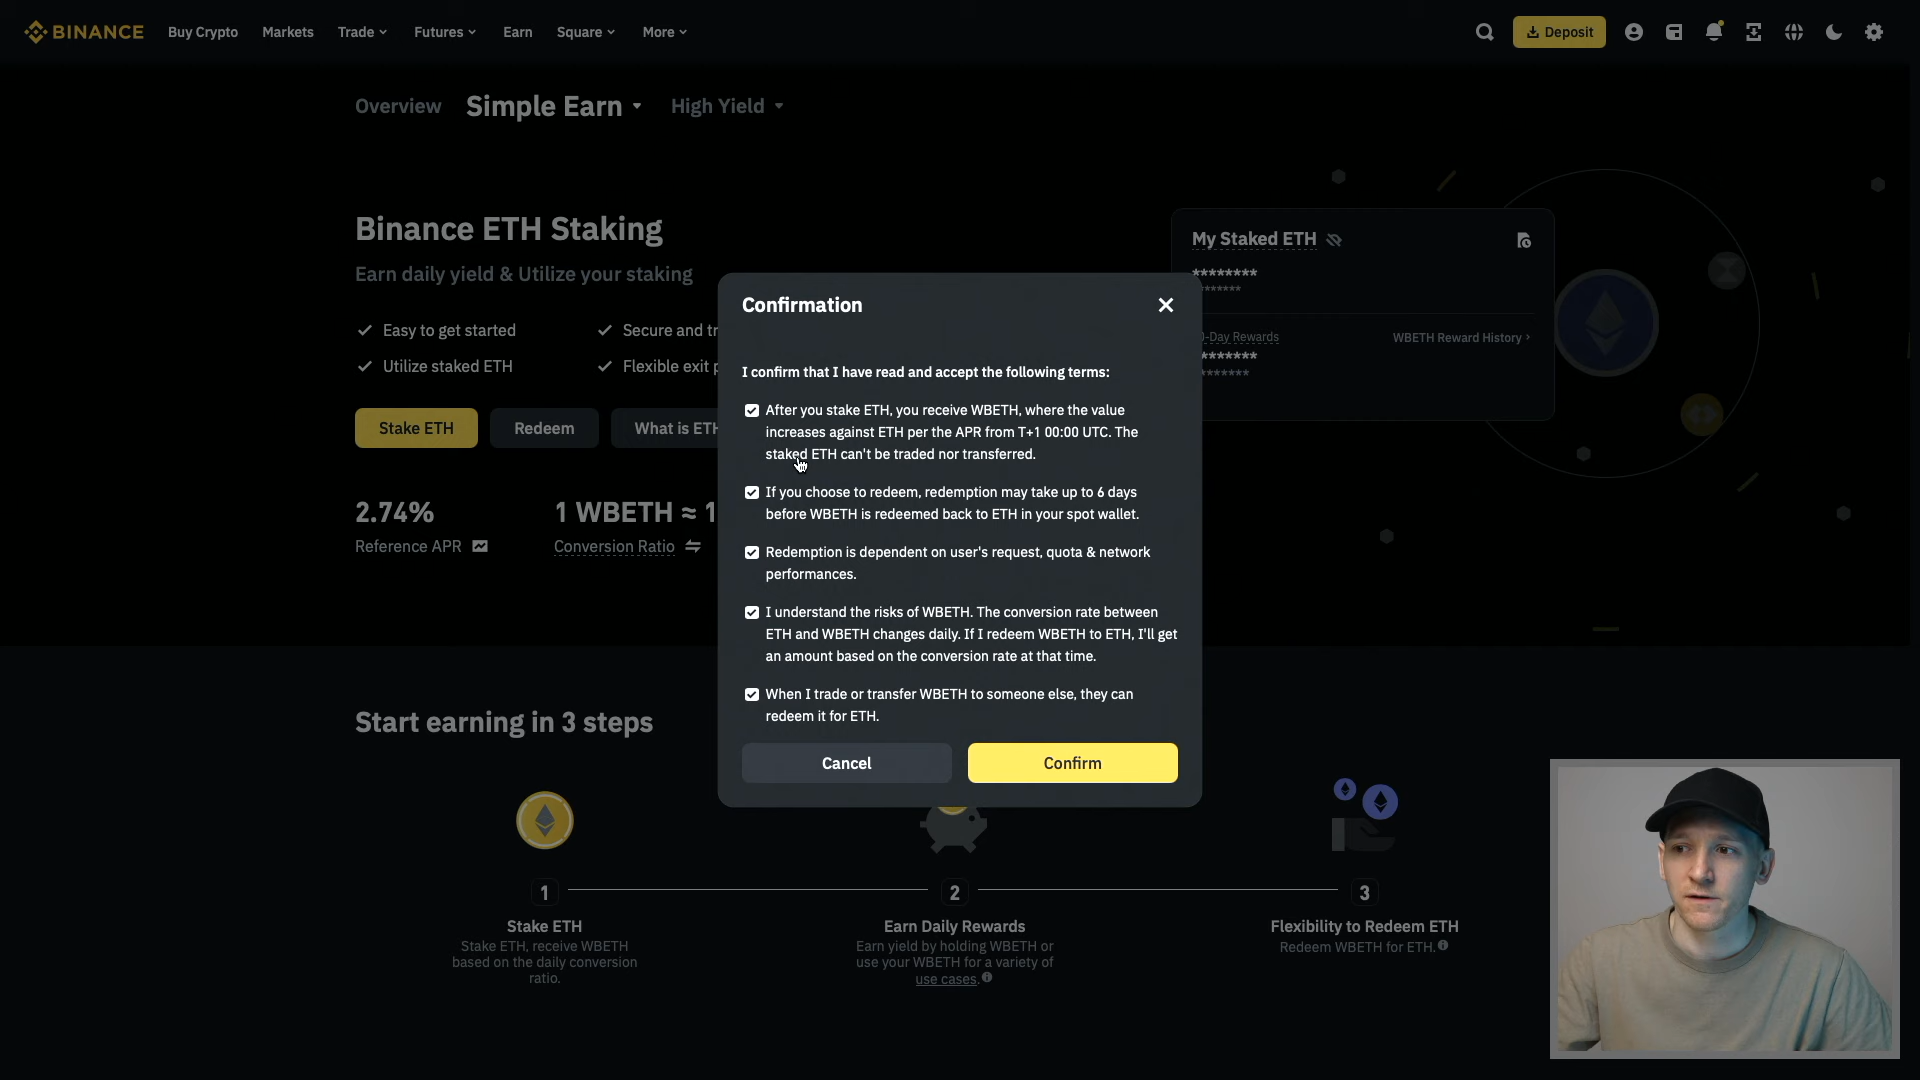 BINANCE Buy Crypto Markets Trade Futures Earn Square More Deposit
Overview Simple Earn High Yield
Binance ETH Staking
Earn daily yield & Utilize your staking
Easy to get started Secure and tr
Utilize staked ETH Flexible exit p
Stake ETH Redeem What is ETH
2.74% 1 WBETH ≈ 1
Reference APR Conversion Ratio
My Staked ETH
********
-Day Rewards WBETH Reward History
Confirmation
I confirm that I have read and accept the following terms:
After you stake ETH, you receive WBETH, where the value
increases against ETH per the APR from T+1 00:00 UTC. The
staked ETH can't be traded nor transferred.
If you choose to redeem, redemption may take up to 6 days
before WBETH is redeemed back to ETH in your spot wallet.
Redemption is dependent on user's request, quota & network
performances.
I understand the risks of WBETH. The conversion rate between
ETH and WBETH changes daily. If I redeem WBETH to ETH, I'll get
an amount based on the conversion rate at that time.
When I trade or transfer WBETH to someone else, they can
redeem it for ETH.
Cancel Confirm
Start earning in 3 steps
1
Stake ETH
Stake ETH, receive WBETH
based on the daily conversion
ratio.
2
Earn Daily Rewards
Earn yield by holding WBETH or
use your WBETH for a variety of
use cases.
3
Flexibility to Redeem ETH
Redeem WBETH for ETH.